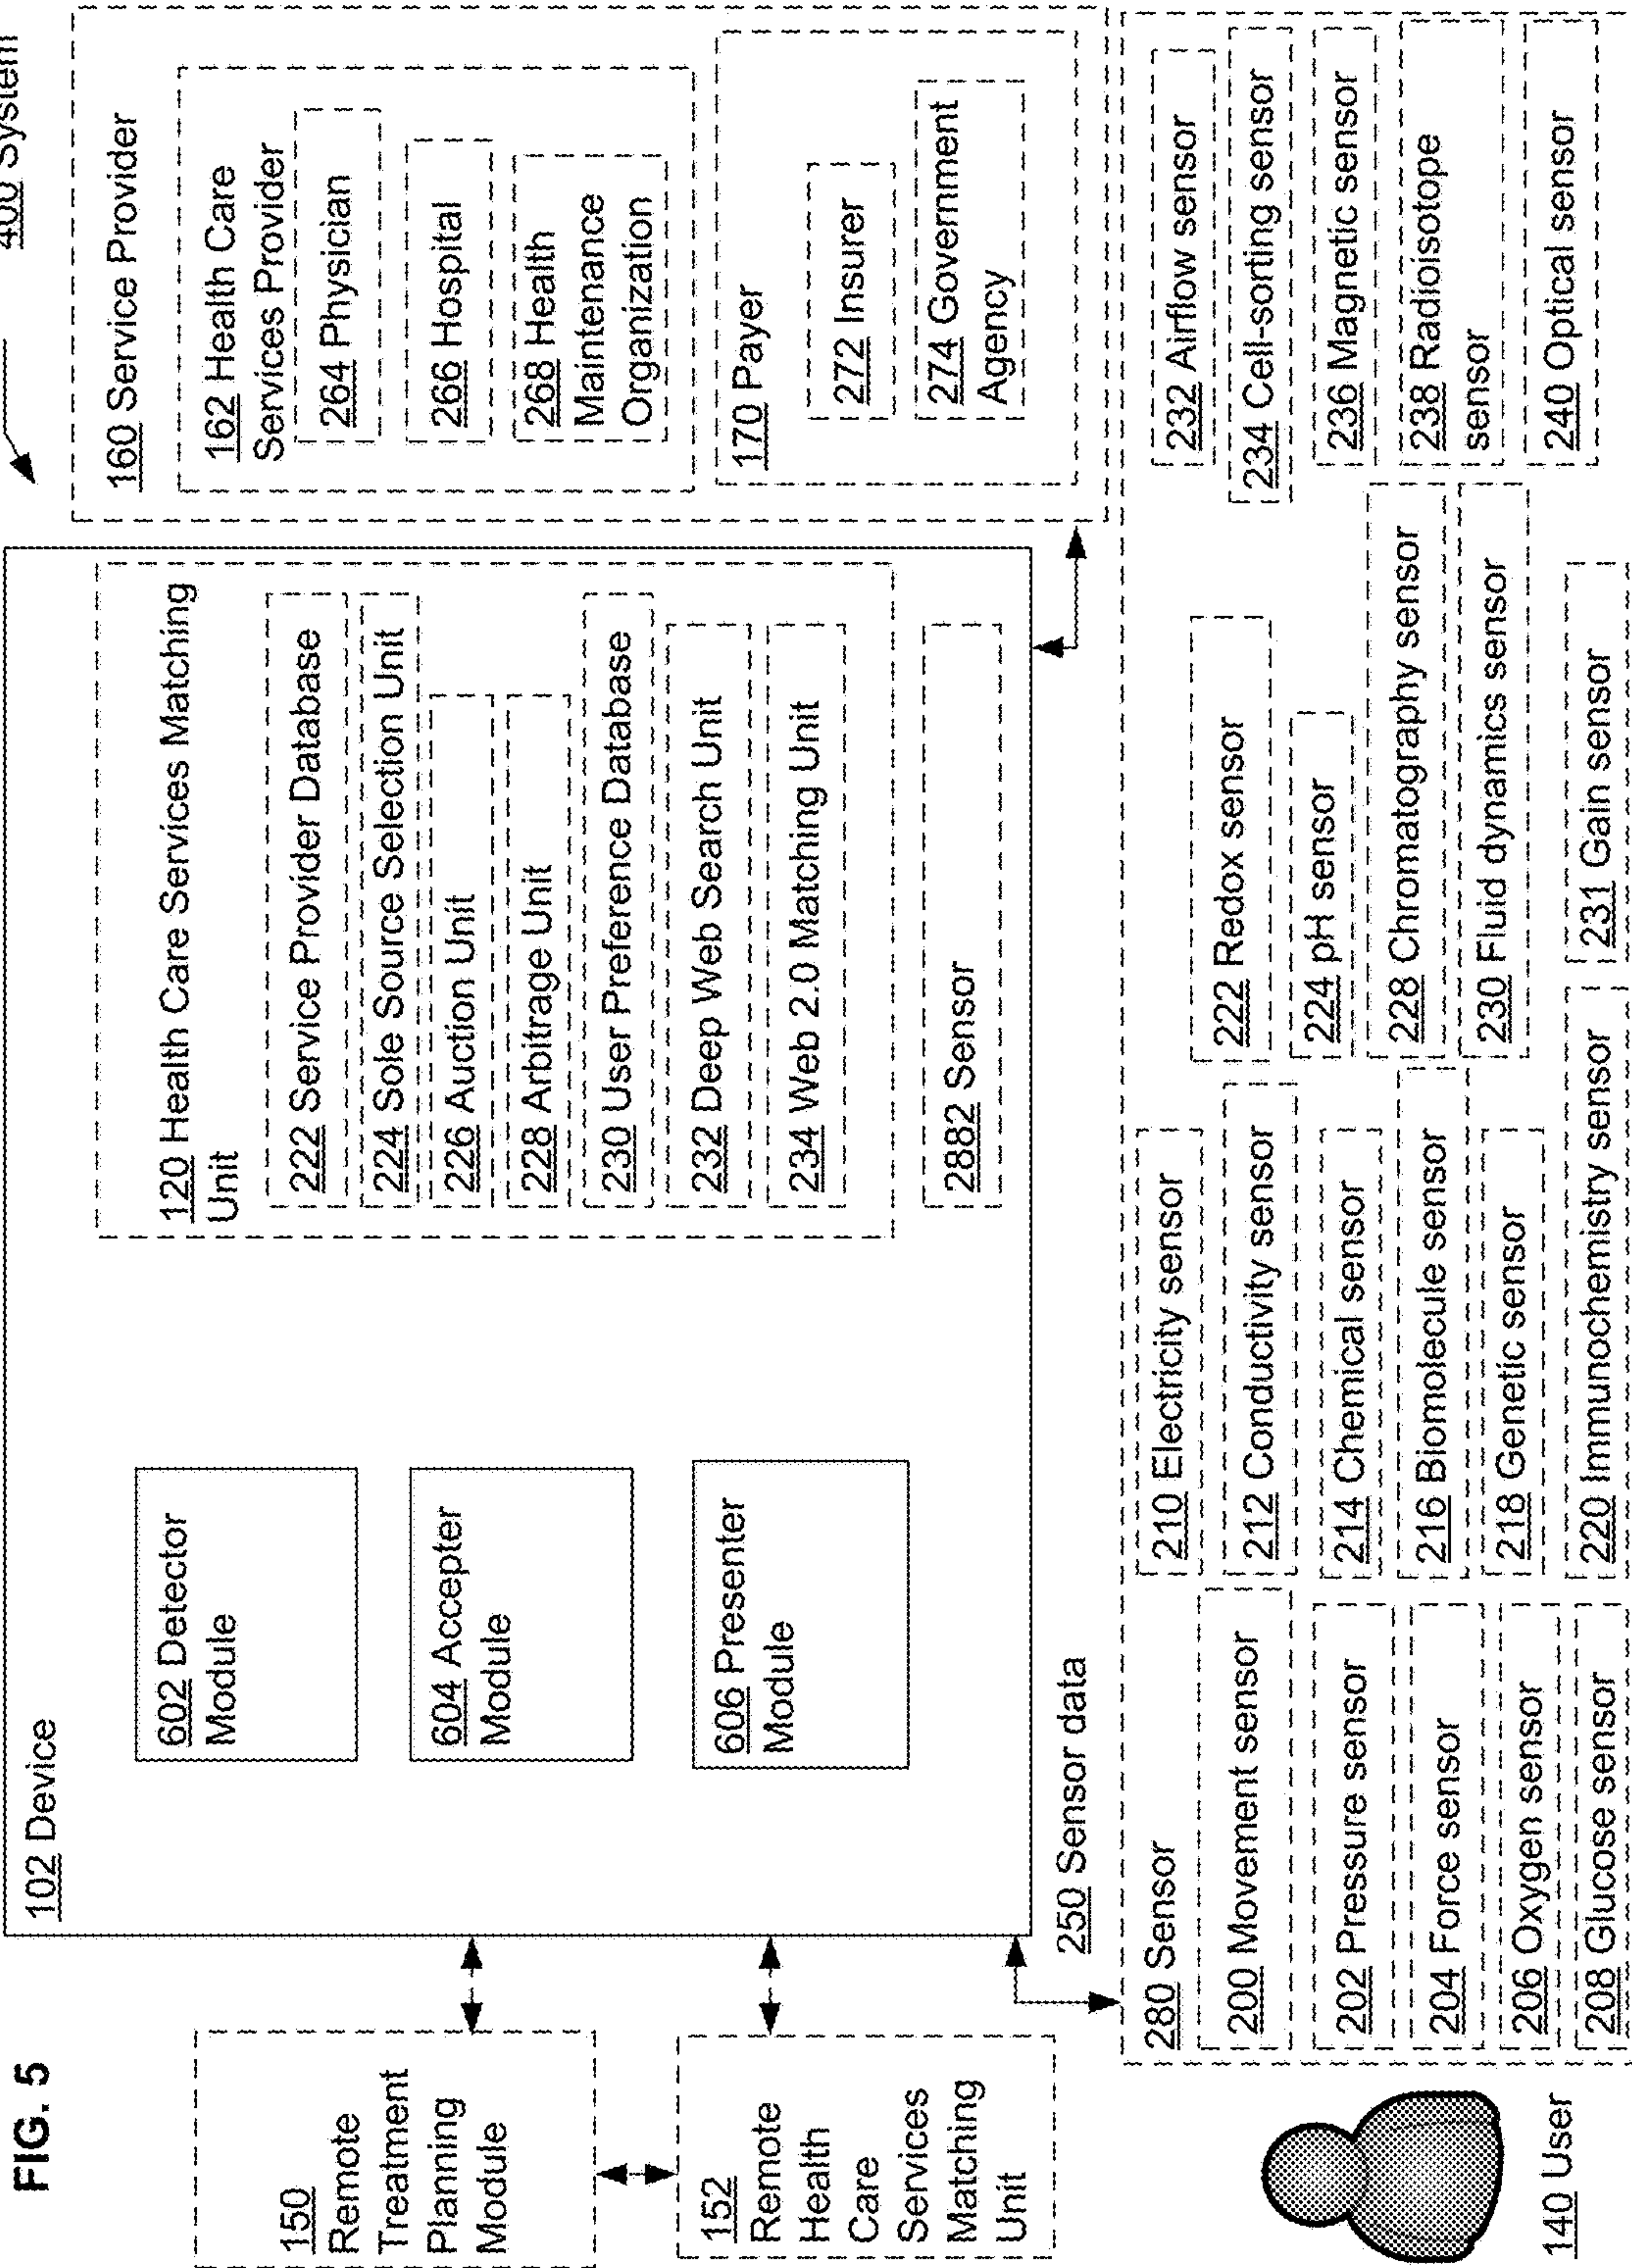 FIG. 5
400 System
150
Remote
Treatment
Planning
Module
152
Remote
Health
Care
Services
Matching
Unit
102 Device
602 Detector
Module
604 Accepter
Module
606 Presenter
Module
120 Health Care Services Matching
Unit
222 Service Provider Database
224 Sole Source Selection Unit
226 Auction Unit
228 Arbitrage Unit
230 User Preference Database
232 Deep Web Search Unit
234 Web 2.0 Matching Unit
2882 Sensor
160 Service Provider
162 Health Care
Services Provider
264 Physician
266 Hospital
268 Health
Maintenance
Organization
170 Payer
272 Insurer
274 Government
Agency
250 Sensor data
140 User
280 Sensor
200 Movement sensor
202 Pressure sensor
204 Force sensor
206 Oxygen sensor
208 Glucose sensor
210 Electricity sensor
212 Conductivity sensor
214 Chemical sensor
216 Biomolecule sensor
218 Genetic sensor
220 Immunochemistry sensor
222 Redox sensor
224 pH sensor
228 Chromatography sensor
230 Fluid dynamics sensor
231 Gain sensor
232 Airflow sensor
234 Cell-sorting sensor
236 Magnetic sensor
238 Radioisotope
sensor
240 Optical sensor